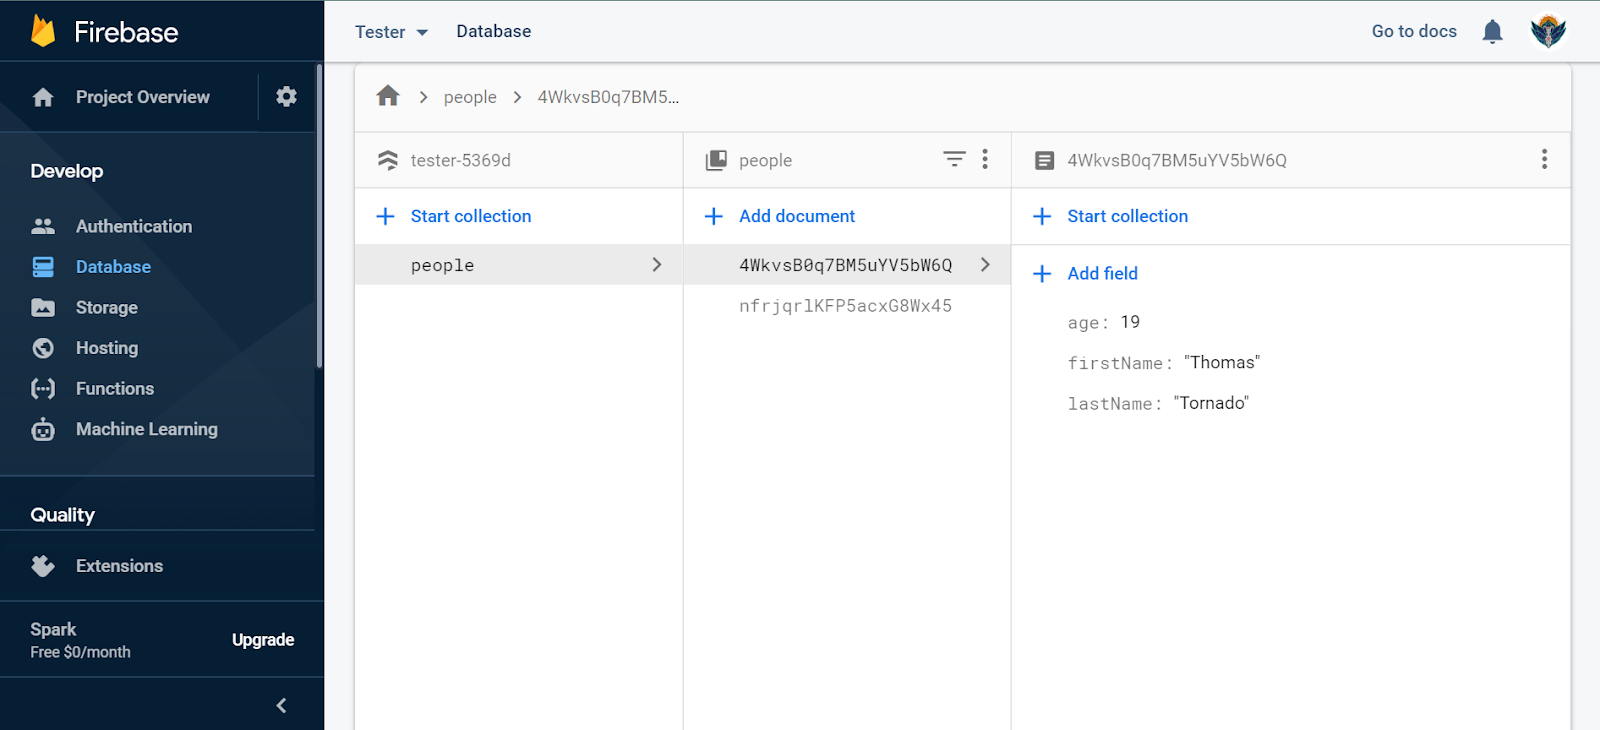 Firebase
Project Overview
Develop
Authentication
Database
Storage
Hosting
Functions
Machine Learning
Quality
Extensions
Spark
Free $0/month
Upgrade
Tester Database
Go to docs
people 4WkvsB0q7BM5...
tester-5369d
Start collection
people
people
Add document
4WkvsB0q7BM5uYV5bW6Q
nfrjqrlKFP5acxG8Wx45
4WkvsB0q7BM5uYV5bW6Q
Start collection
Add field
age: 19
firstName: "Thomas"
lastName: "Tornado"